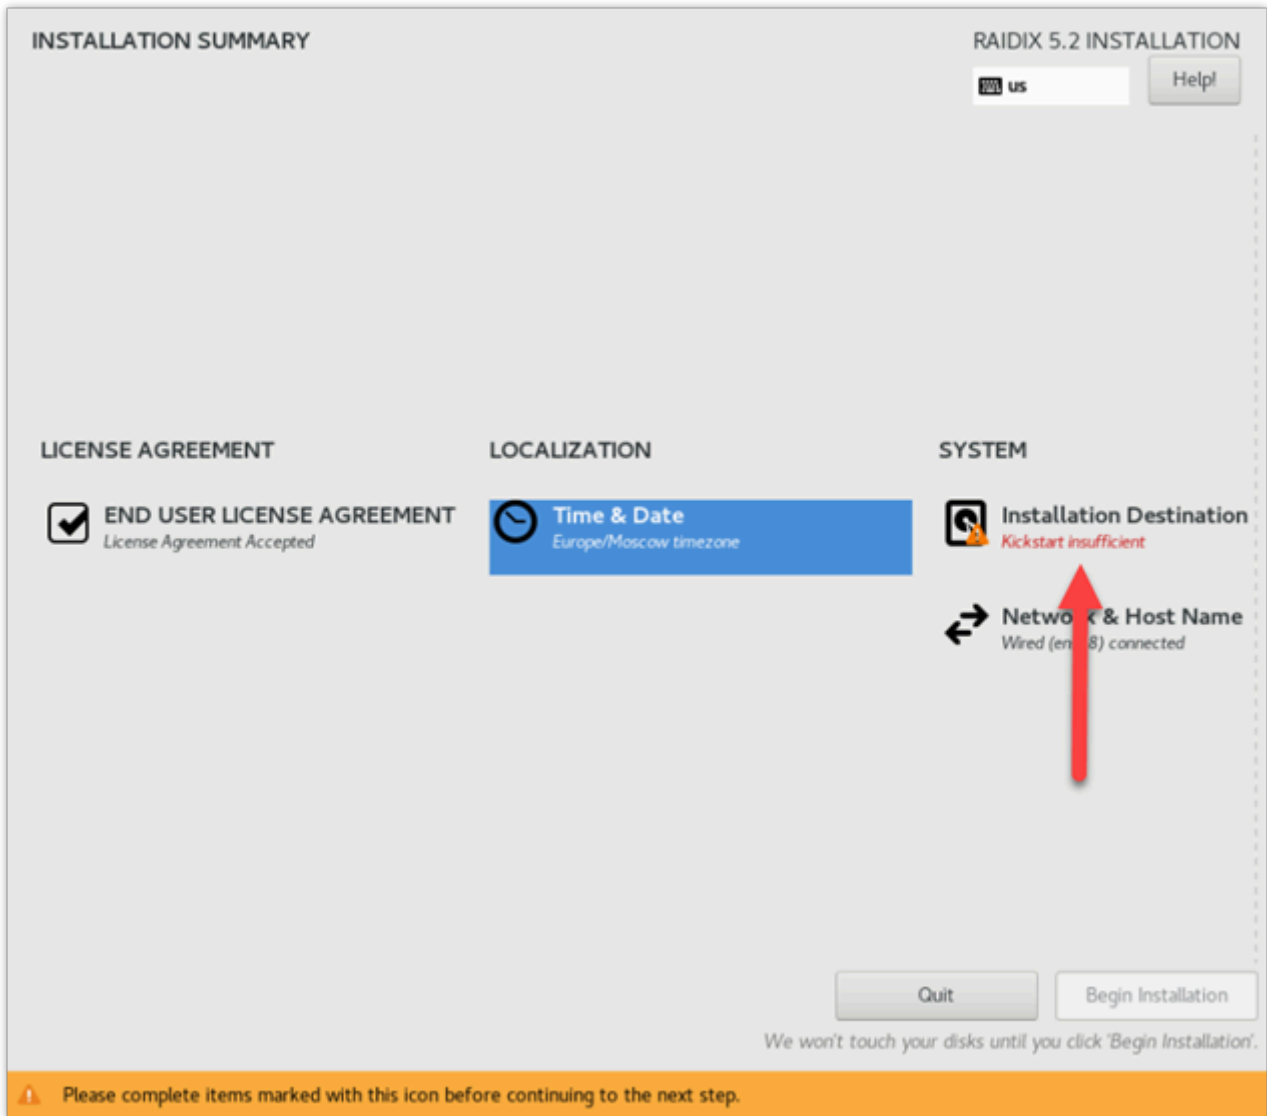 INSTALLATION SUMMARY
RAIDIX 5.2 INSTALLATION
us
Help!
LICENSE AGREEMENT
END USER LICENSE AGREEMENT
License Agreement Accepted
LOCALIZATION
Time & Date
Europe/Moscow timezone
SYSTEM
Installation Destination
Kickstart insufficient
& Host Name
Wired connected
Quit
Begin Installation
We won't touch your disks until you click 'Begin Installation'.
Please complete items marked with this icon before continuing to the next step.